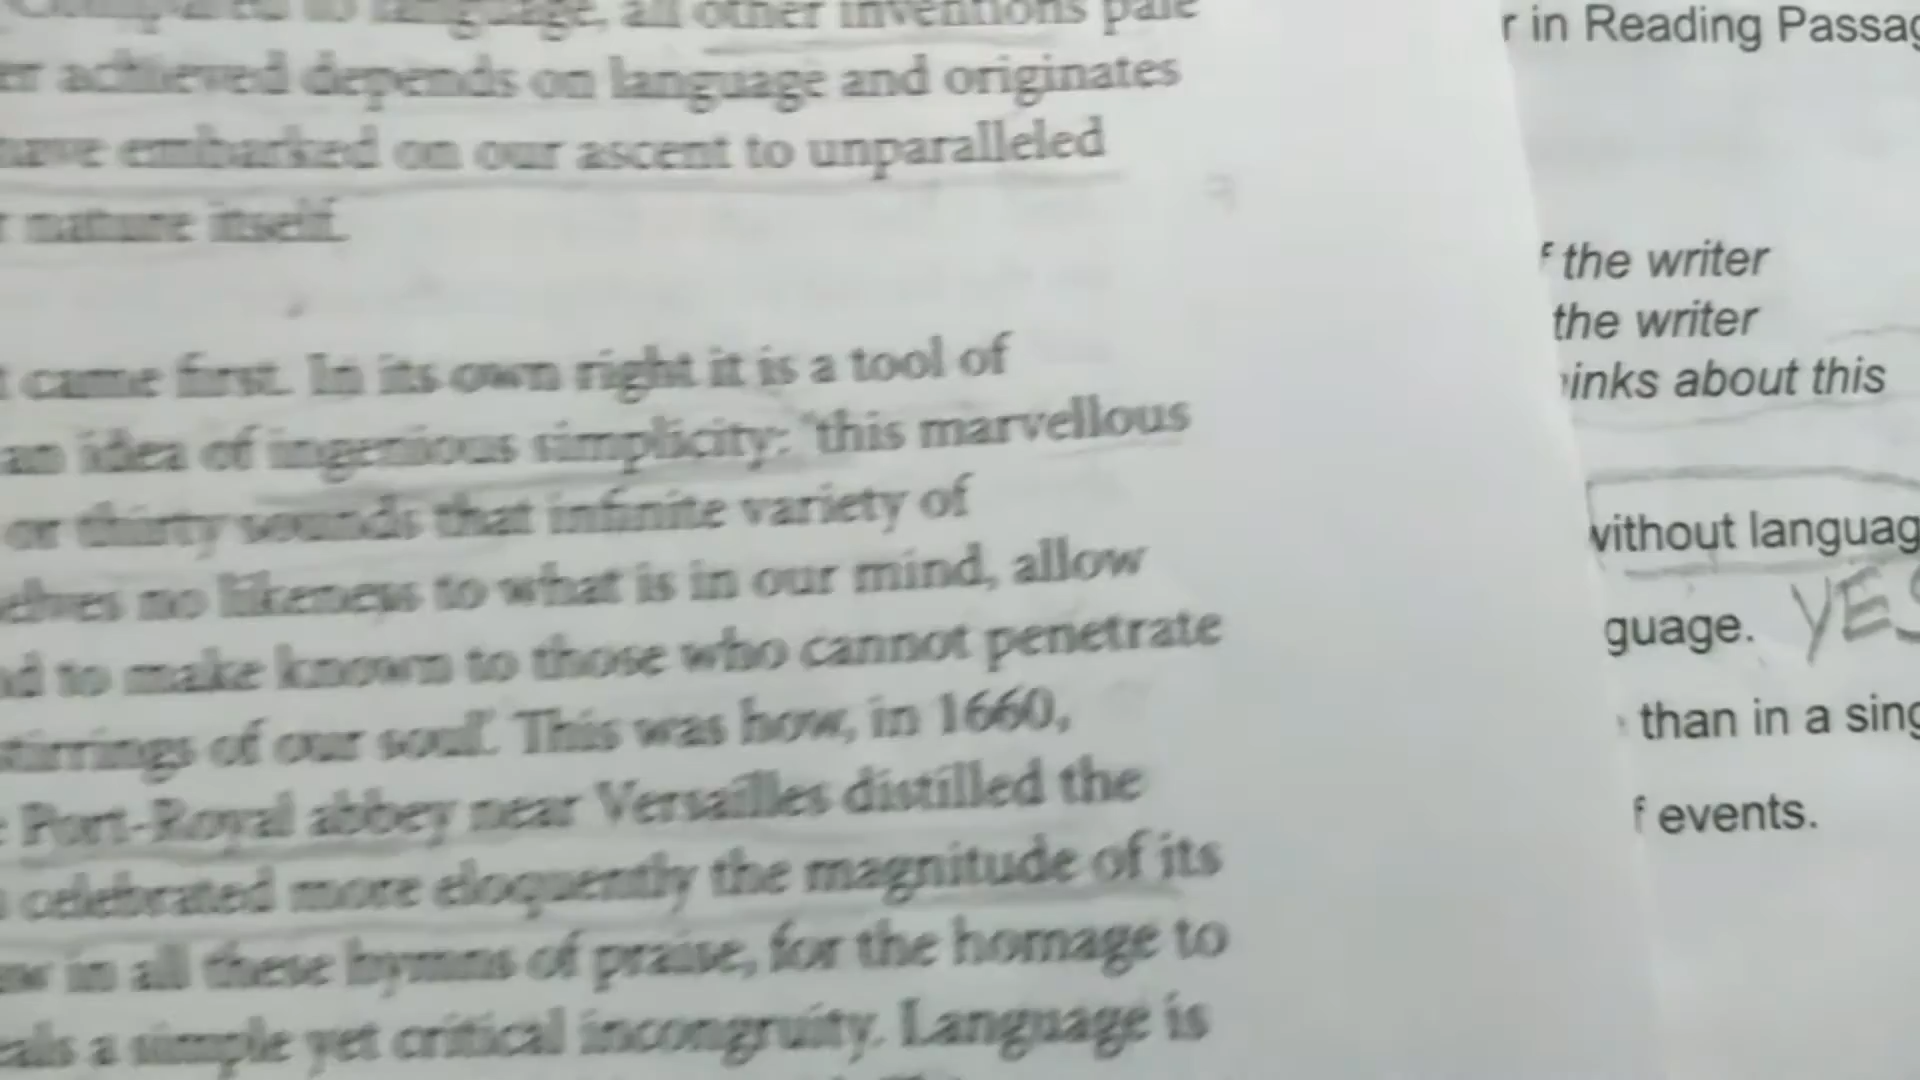 Compared to language, all other inventions pale
er achieved depends on language and originates
have embarked on our ascent to unparalleled
r nature itself.
t came first. In its own right it is a tool of
an idea of ingenious simplicity: 'this marvellous
or thirty sounds that infinite variety of
elves no likeness to what is in our mind, allow
nd to make known to those who cannot penetrate
stirrings of our soul'. This was how, in 1660,
Port-Royal abbey near Versailles distilled the
celebrated more eloquently the magnitude of its
aw in all these hymns of praise, for the homage to
eals a simple yet critical incongruity. Language is
r in Reading Passag
f the writer
the writer
inks about this
without languag
guage. YES
than in a sing
f events.